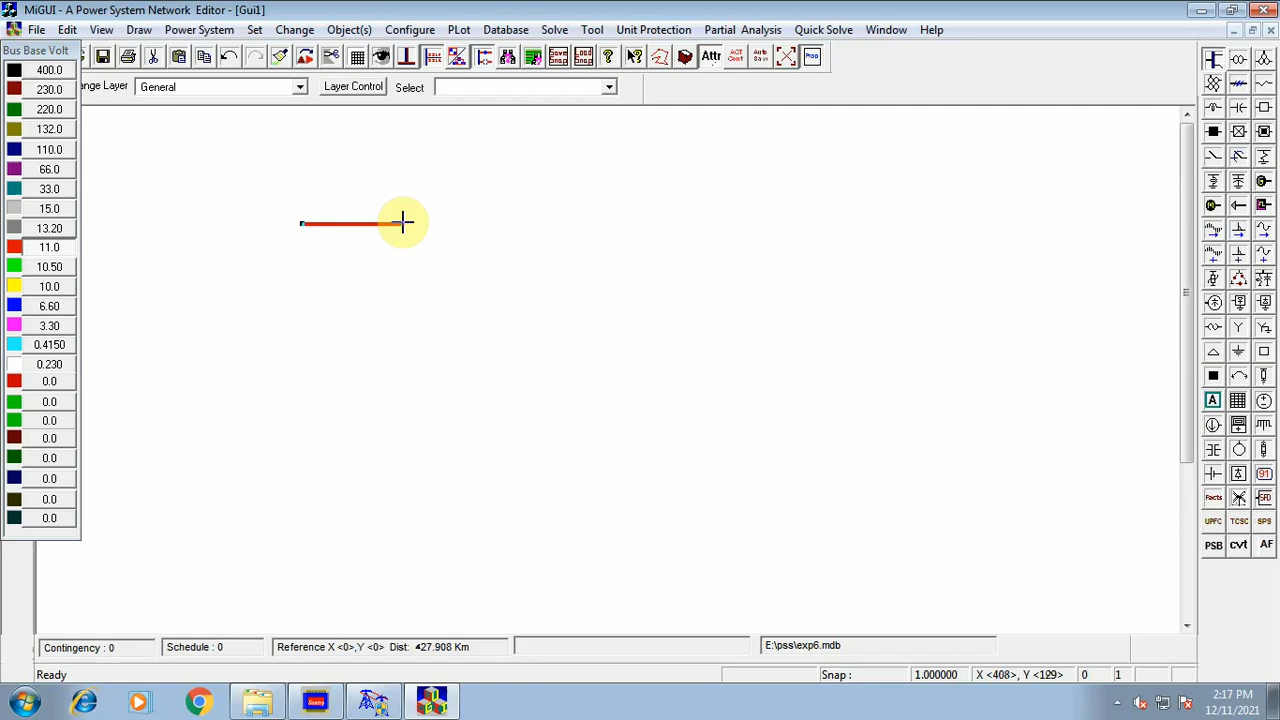 MiGUI - A Power System Network Editor - [Gui1]
File Edit View Draw Power System Set Change Object(s) Configure PLot Database Tool Unit Protection Partial Analysis Quick Solve Window Help
Bus Base Volt
Attr
ange Layer General Layer Control Select
400.0
230.0
220.0
132.0
110.0
66.0
33.0
15.0
13.20
11.0
10.50
10.0
6.60
3.30
0.4150
0.230
0.0
0.0
0.0
0.0
0.0
0.0
0.0
0.0
A
91
Facts
UPFC TCSC SPS
PSB CVT AF
Contingency : 0 Schedule : 0 Reference X <0>,Y <0> Dist: 427.908 Km E:\pss\exp6.mdb
Ready Snap : 1.000000 X <408>, Y <129> 0 1
2:17 PM
12/11/2021